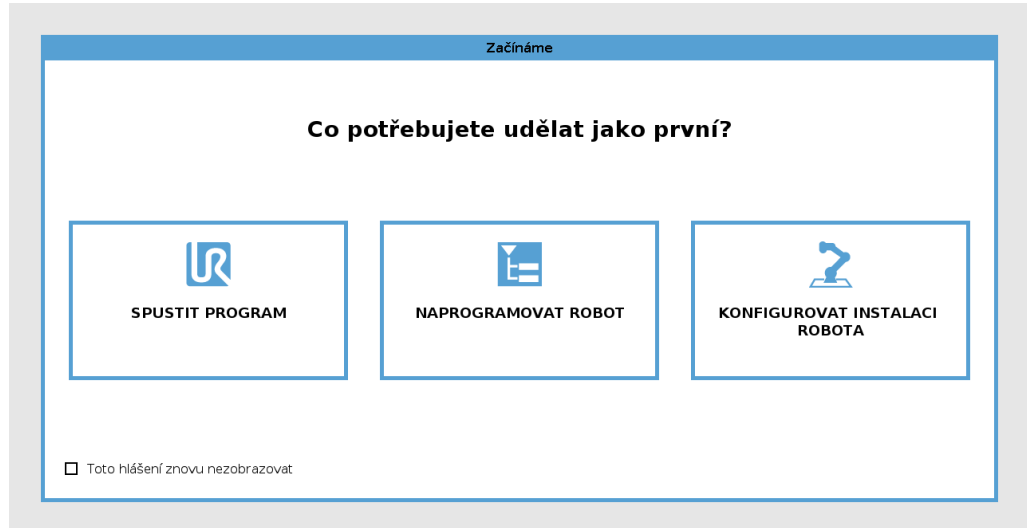 Začínáme
Co potřebujete udělat jako první?
SPUSTIT PROGRAM
NAPROGRAMOVAT ROBOT
KONFIGUROVAT INSTALACI
ROBOTA
Toto hlášení znovu nezobrazovat